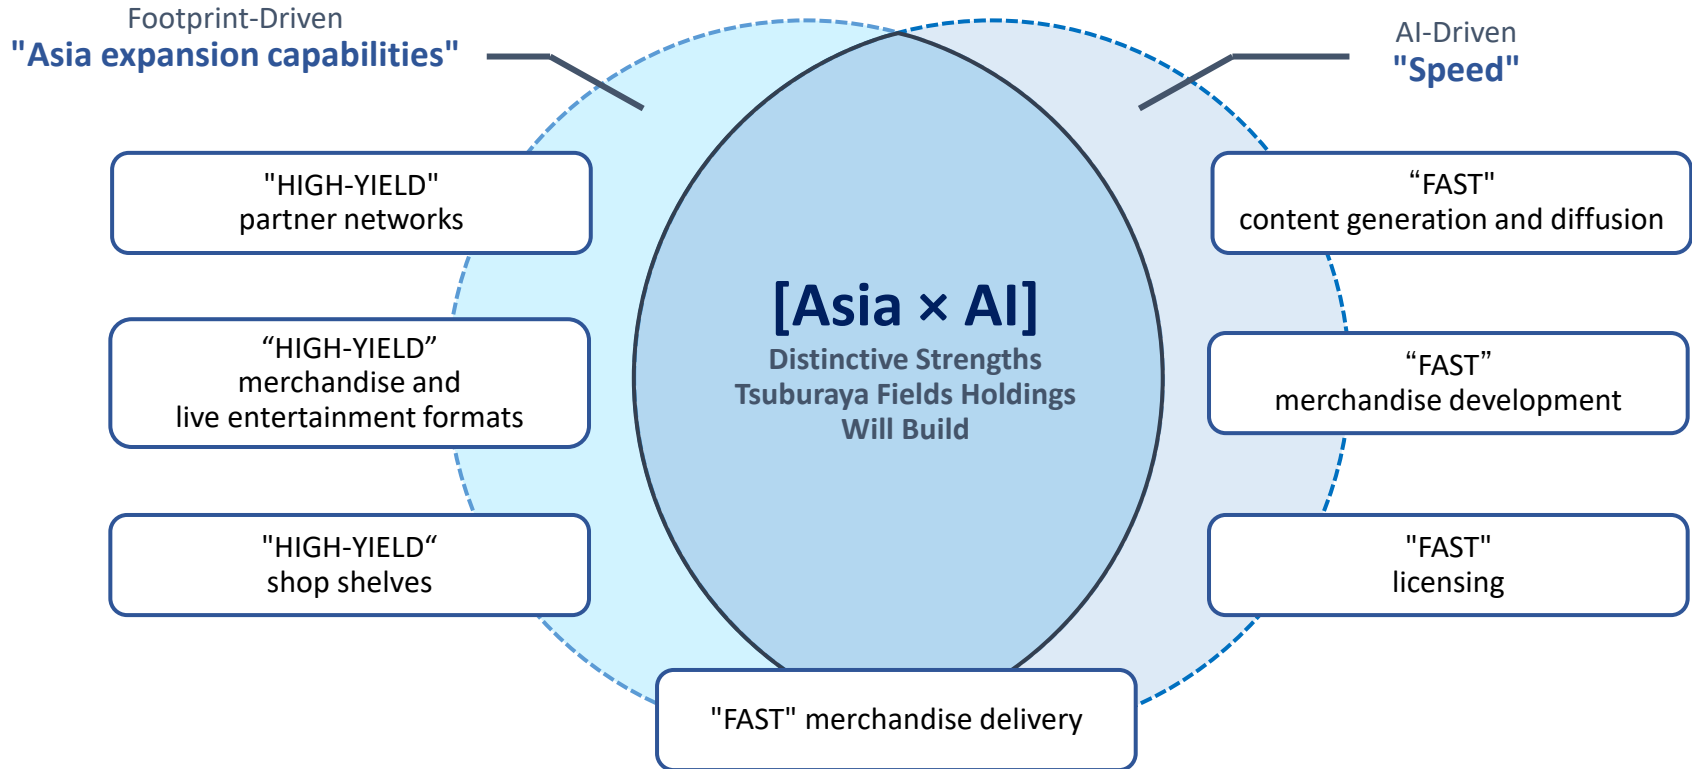 Footprint-Driven
"Asia expansion capabilities"
AI-Driven
"Speed"
"HIGH-YIELD"
partner networks
“HIGH-YIELD”
merchandise and
live entertainment formats
"HIGH-YIELD“
shop shelves
[Asia × AI]
Distinctive Strengths
Tsuburaya Fields Holdings
Will Build
“FAST"
content generation and diffusion
“FAST”
merchandise development
"FAST"
licensing
"FAST" merchandise delivery